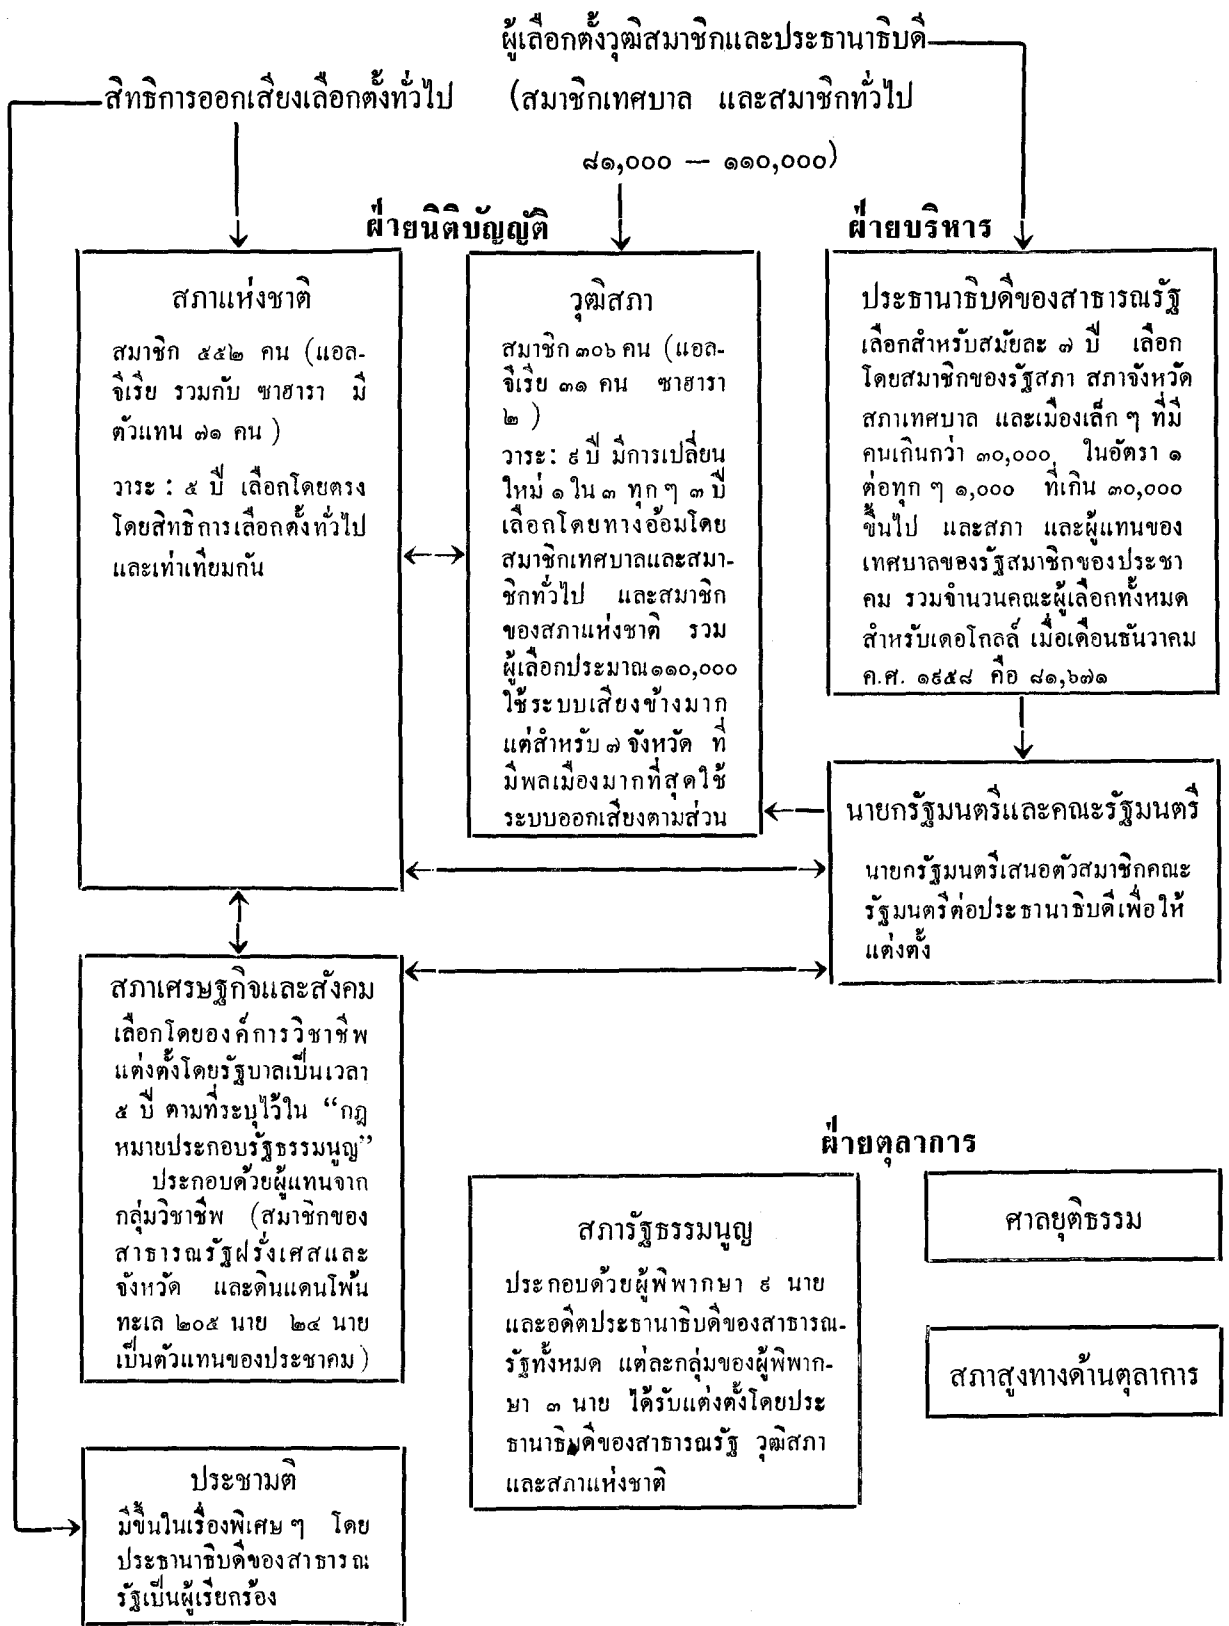 ผู้เลือกตั้งวุฒิสมาชิกและประธานาธิบดี
สิทธิการออกเสียงเลือกตั้งทั่วไป
(สมาชิกเทศบาล และสมาชิกทั่วไป
๘๑,๐๐๐ — ๑๑๐,๐๐๐)
ฝ่ายนิติบัญญัติ
ฝ่ายบริหาร
สภาแห่งชาติ
สมาชิก ๕๕๒ คน (แอล-
จีเรีย รวมกับ ซาฮารา มี
ตัวแทน ๗๑ คน)
วาระ : ๕ ปี เลือกโดยตรง
โดยสิทธิการเลือกตั้งทั่วไป
และเท่าเทียมกัน
วุฒิสภา
สมาชิก ๓๐๖ คน (แอล-
จีเรีย ๓๑ คน ซาฮารา
๒ )
วาระ: ๙ ปี มีการเปลี่ยน
ใหม่ ๑ ใน ๓ ทุกๆ ๓ ปี
เลือกโดยทางอ้อมโดย
สมาชิกเทศบาลและสมา-
ชิกทั่วไป และสมาชิก
ของสภาแห่งชาติ รวม
ผู้เลือกประมาณ๑๑๐,๐๐๐
ใช้ระบบเสียงข้างมาก
แต่สำหรับ ๗ จังหวัด ที่
มีพลเมืองมากที่สุดใช้
ระบบออกเสียงตามส่วน
ประธานาธิบดีของสาธารณรัฐ
เลือกสำหรับสมัยละ ๗ ปี เลือก
โดยสมาชิกของรัฐสภา สภาจังหวัด
สภาเทศบาล และเมืองเล็ก ๆ ที่มี
คนเกินกว่า ๓๐,๐๐๐ ในอัตรา ๑
ต่อทุก ๆ ๑,๐๐๐ ที่เกิน ๓๐,๐๐๐
ขึ้นไป และสภา และผู้แทนของ
เทศบาลของรัฐสมาชิกของประชา
คม รวมจำนวนคณะผู้เลือกทั้งหมด
สำหรับเดอโกลล์ เมื่อเดือนธันวาคม
ค.ศ. ๑๙๕๘ คือ ๘๑,๖๗๑
นายกรัฐมนตรีและคณะรัฐมนตรี
นายกรัฐมนตรีเสนอตัวสมาชิกคณะ
รัฐมนตรีต่อประธานาธิบดีเพื่อให้
แต่งตั้ง
สภาเศรษฐกิจและสังคม
เลือกโดยองค์การวิชาชีพ
แต่งตั้งโดยรัฐบาลเป็นเวลา
๕ ปี ตามที่ระบุไว้ใน “กฎ
หมายประกอบรัฐธรรมนูญ”
ประกอบด้วยผู้แทนจาก
กลุ่มวิชาชีพ (สมาชิกของ
สาธารณรัฐฝรั่งเศสและ
จังหวัด และดินแดนโพ้น
ทะเล ๒๐๕ นาย ๒๔ นาย
เป็นตัวแทนของประชาคม)
ฝ่ายตุลาการ
สภารัฐธรรมนูญ
ประกอบด้วยผู้พิพากษา ๙ นาย
และอดีตประธานาธิบดีของสาธารณ-
รัฐทั้งหมด แต่ละกลุ่มของผู้พิพาก-
ษา ๓ นาย ได้รับแต่งตั้งโดยประ
ธานาธิบดีของสาธารณรัฐ วุฒิสภา
และสภาแห่งชาติ
ศาลยุติธรรม
สภาสูงทางด้านตุลาการ
ประชามติ
มีขึ้นในเรื่องพิเศษ ๆ โดย
ประธานาธิบดีของสาธารณ
รัฐเป็นผู้เรียกร้อง